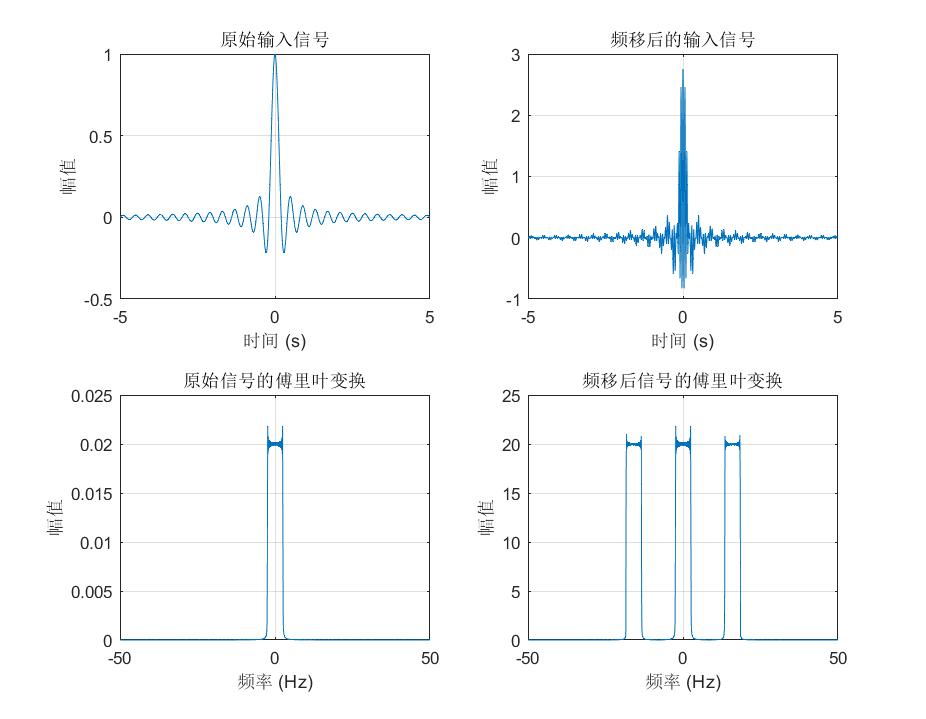 原始输入信号
1
0.5
0
-0.5
幅值
-5 0 5
时间 (s)
频移后的输入信号
3
2
1
0
-1
幅值
-5 0 5
时间 (s)
原始信号的傅里叶变换
0.025
0.02
0.015
0.01
0.005
0
幅值
-50 0 50
频率 (Hz)
频移后信号的傅里叶变换
25
20
15
10
5
0
幅值
-50 0 50
频率 (Hz)